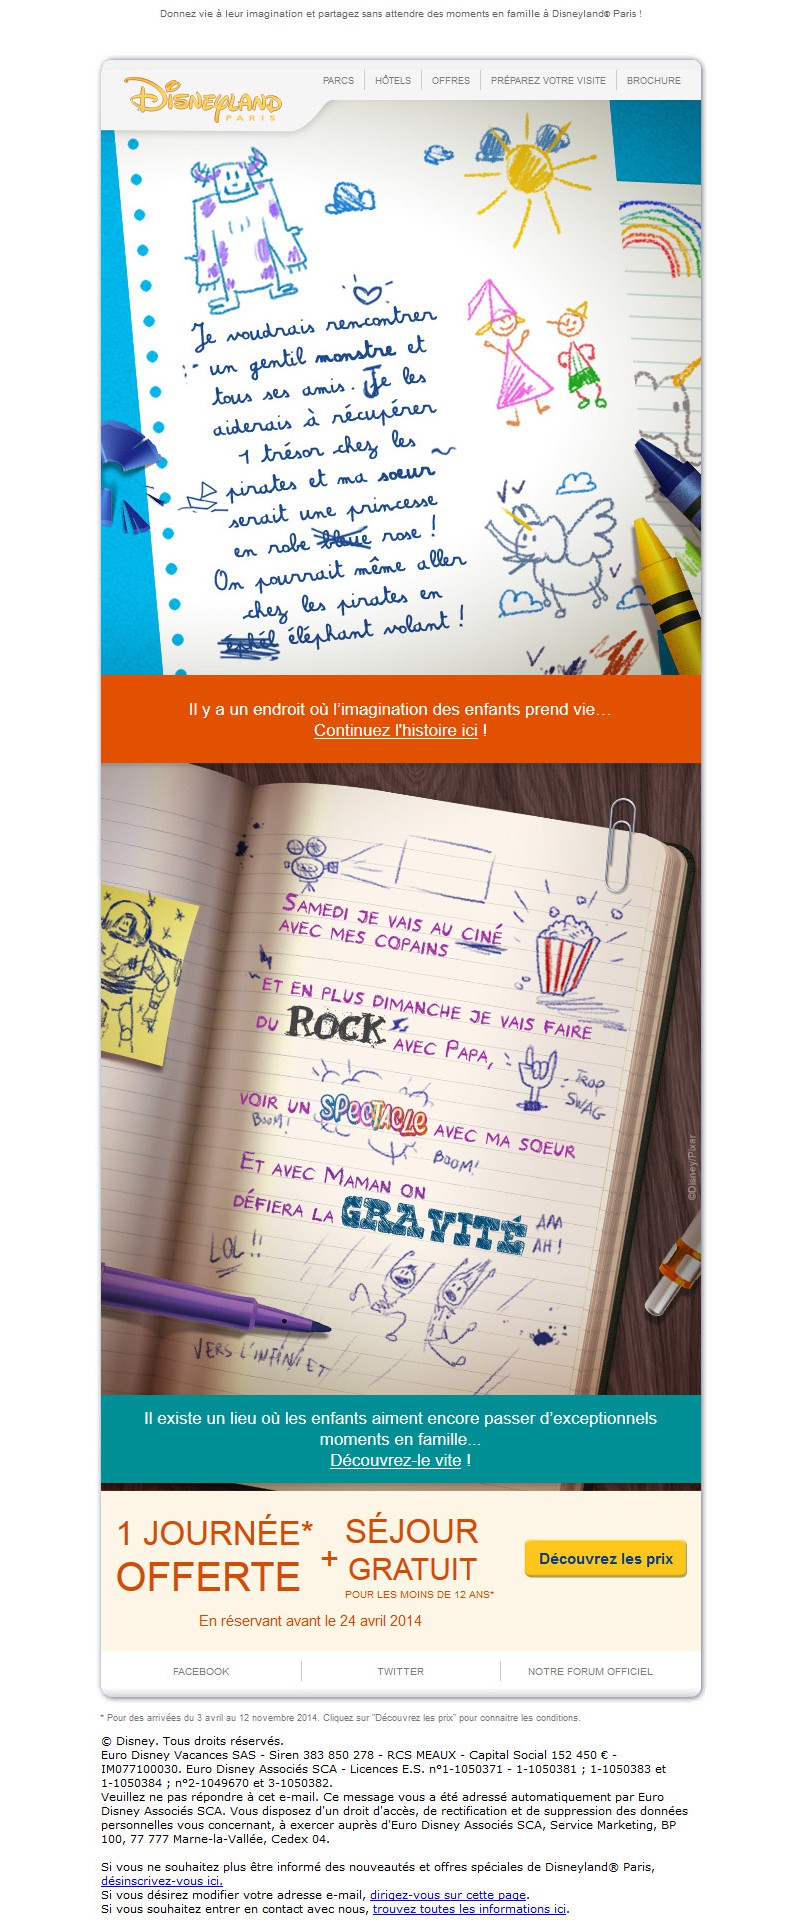 Donnez vie à leur imagination et partagez sans attendre des moments en famille à Disneyland® Paris !
DISNEYLAND
PARIS
PARCS
HÔTELS
OFFRES
PRÉPAREZ VOTRE VISITE
BROCHURE
Je voudrais rencontrer
un gentil monstre et
tous ses amis. Je les
aiderais à récupérer
1 trésor chez les
pirates et ma soeur
serait une princesse
en robe bleue rose !
On pourrait même aller
chez les pirates en
éphél éléphant volant !
Il y a un endroit où l’imagination des enfants prend vie…
Continuez l'histoire ici !
SAMEDI JE VAIS AU CINÉ
AVEC MES COPAINS
ET EN PLUS DIMANCHE JE VAIS FAIRE
DU ROCK AVEC PAPA,
TROP
SWAG
VOIR UN SPECTACLE AVEC MA SOEUR
BOOM!
BOOM!
ET AVEC MAMAN ON
DÉFIERA LA GRAVITÉ
AAA
AH!
LOL!!
VERS L'INFINI ET
©Disney/Pixar
Il existe un lieu où les enfants aiment encore passer d’exceptionnels
moments en famille...
Découvrez-le vite !
1 JOURNÉE*
OFFERTE
+
SÉJOUR
GRATUIT
POUR LES MOINS DE 12 ANS*
En réservant avant le 24 avril 2014
Découvrez les prix
FACEBOOK
TWITTER
NOTRE FORUM OFFICIEL
* Pour des arrivées du 3 avril au 12 novembre 2014. Cliquez sur "Découvrez les prix" pour connaitre les conditions.
© Disney. Tous droits réservés.
Euro Disney Vacances SAS - Siren 383 850 278 - RCS MEAUX - Capital Social 152 450 € -
IM077100030. Euro Disney Associés SCA - Licences E.S. n°1-1050371 - 1-1050381 ; 1-1050383 et
1-1050384 ; n°2-1049670 et 3-1050382.
Veuillez ne pas répondre à cet e-mail. Ce message vous a été adressé automatiquement par Euro
Disney Associés SCA. Vous disposez d'un droit d'accès, de rectification et de suppression des données
personnelles vous concernant, à exercer auprès d'Euro Disney Associés SCA, Service Marketing, BP
100, 77 777 Marne-la-Vallée, Cedex 04.
Si vous ne souhaitez plus être informé des nouveautés et offres spéciales de Disneyland® Paris,
désinscrivez-vous ici.
Si vous désirez modifier votre adresse e-mail, dirigez-vous sur cette page.
Si vous souhaitez entrer en contact avec nous, trouvez toutes les informations ici.